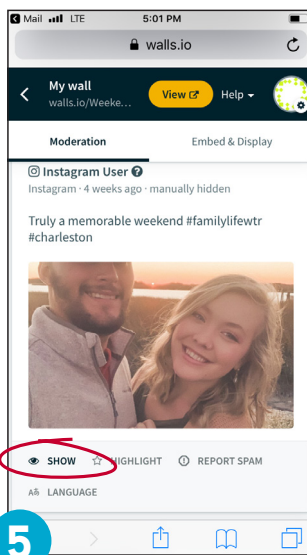 Mail LTE 5:01 PM
walls.io
My wall
walls.io/Weeke...
View Help
Moderation Embed & Display
Instagram User ?
Instagram · 4 weeks ago · manually hidden
Truly a memorable weekend #familylifewtr
#charleston
SHOW HIGHLIGHT REPORT SPAM
LANGUAGE
5